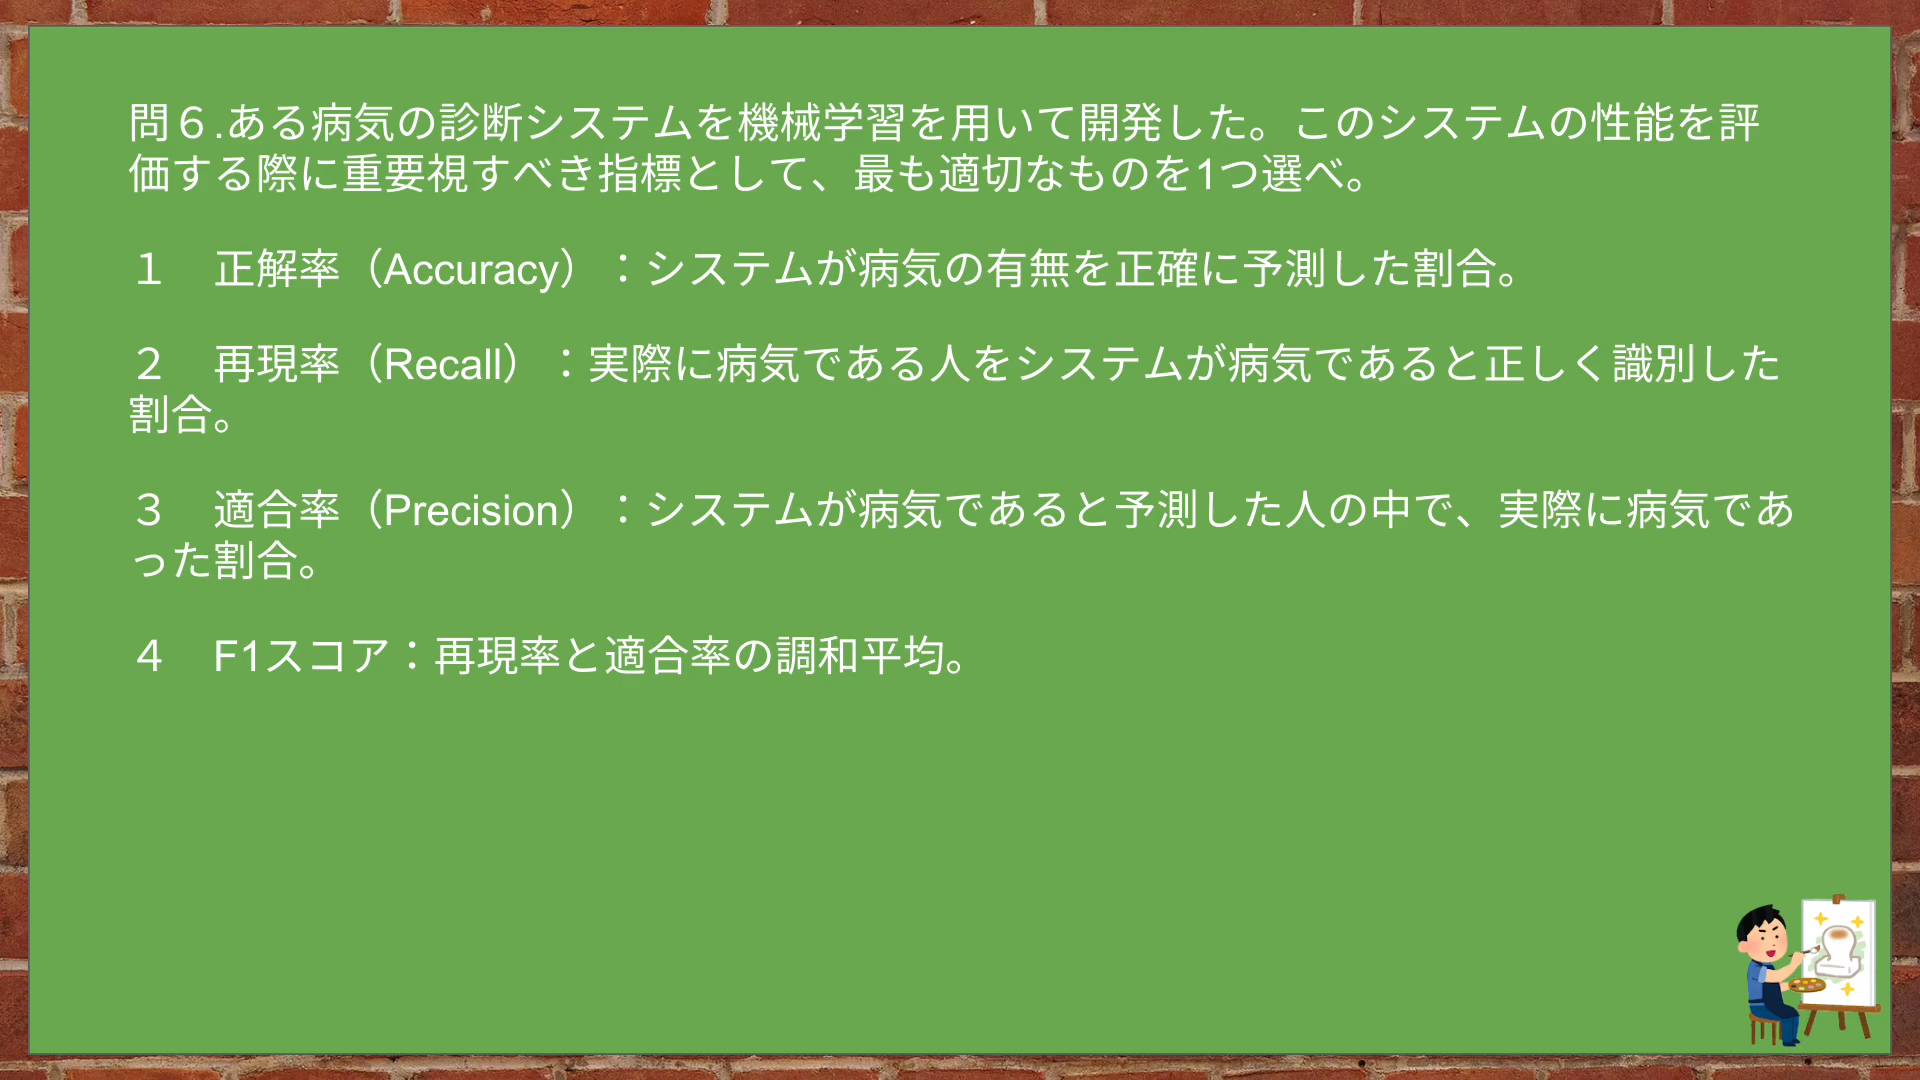 問６.ある病気の診断システムを機械学習を用いて開発した。このシステムの性能を評
価する際に重要視すべき指標として、最も適切なものを1つ選べ。
１　正解率（Accuracy）：システムが病気の有無を正確に予測した割合。
２　再現率（Recall）：実際に病気である人をシステムが病気であると正しく識別した
割合。
３　適合率（Precision）：システムが病気であると予測した人の中で、実際に病気であ
った割合。
４　F1スコア：再現率と適合率の調和平均。